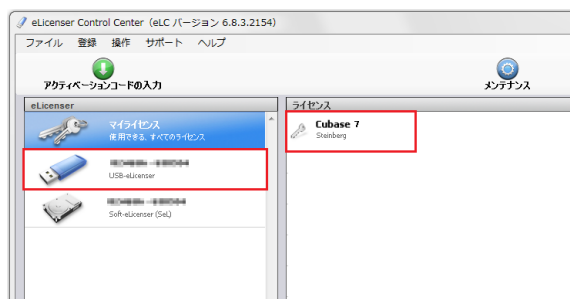 eLicenser Control Center (eLC バージョン 6.8.3.2154)
ファイル 登録 操作 サポート ヘルプ
アクティベーションコードの入力
メンテナンス
eLicenser
マイライセンス
使用できる, すべてのライセンス
USB-eLicenser
Soft-eLicenser (SeL)
ライセンス
Cubase 7
Steinberg